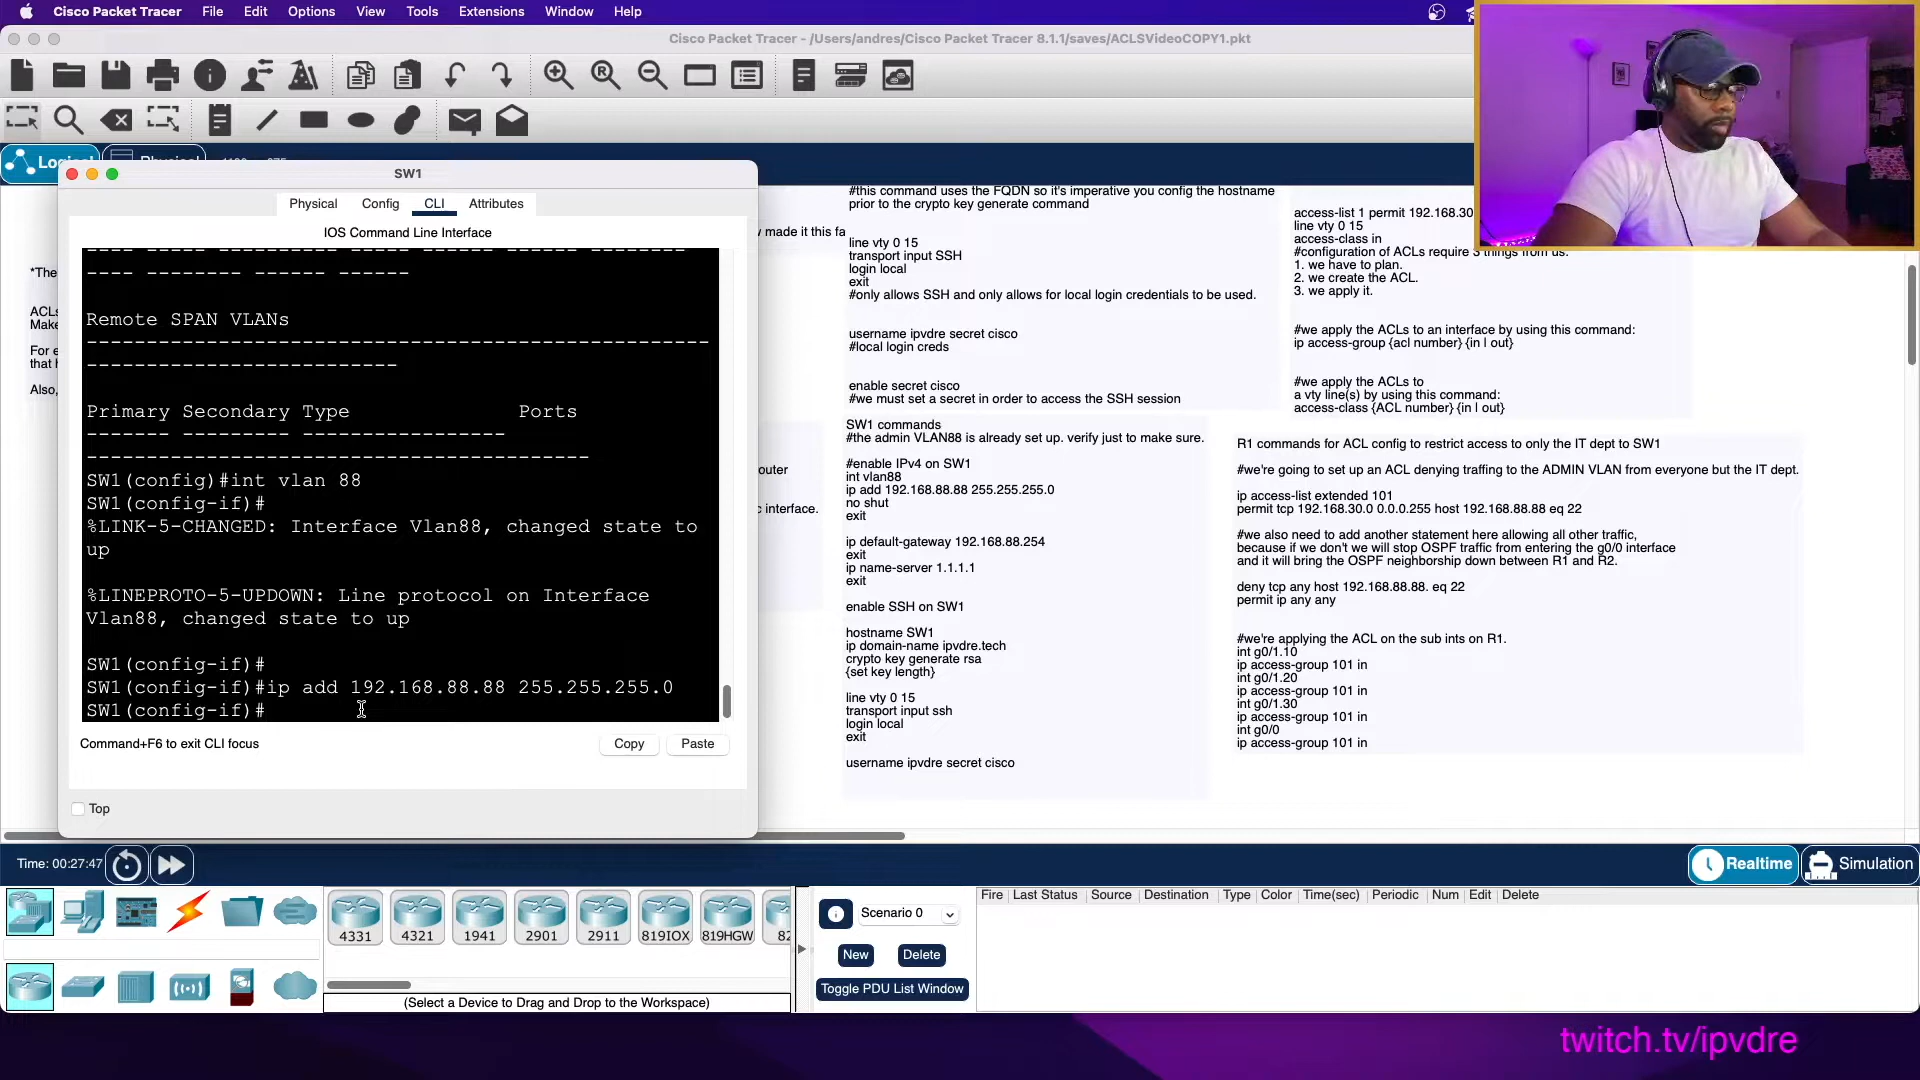 Cisco Packet Tracer File Edit Options View Tools Extensions Window Help
Cisco Packet Tracer - /Users/andres/Cisco Packet Tracer 8.1.1/saves/ACLSVideoCOPY1.pkt
SW1
Physical Config CLI Attributes
IOS Command Line Interface
---- ----- ---------- ----- ------ ------ -------- ---- -------- ------ ------
Remote SPAN VLANs
Primary Secondary Type Ports
SW1(config)#int vlan 88
SW1(config-if)#
%LINK-5-CHANGED: Interface Vlan88, changed state to
up
%LINEPROTO-5-UPDOWN: Line protocol on Interface
Vlan88, changed state to up
SW1(config-if)#
SW1(config-if)#ip add 192.168.88.88 255.255.255.0
SW1(config-if)#
Command+F6 to exit CLI focus
Copy Paste
Top
*The
ACLs
Make
For e
that h
Also,
made it this fa
outer
c interface.
#this command uses the FQDN so it's imperative you config the hostname
prior to the crypto key generate command
line vty 0 15
transport input SSH
login local
exit
#only allows SSH and only allows for local login credentials to be used.
username ipvdre secret cisco
#local login creds
enable secret cisco
#we must set a secret in order to access the SSH session
SW1 commands
#the admin VLAN88 is already set up. verify just to make sure.
#enable IPv4 on SW1
int vlan88
ip add 192.168.88.88 255.255.255.0
no shut
exit
ip default-gateway 192.168.88.254
exit
ip name-server 1.1.1.1
exit
enable SSH on SW1
hostname SW1
ip domain-name ipvdre.tech
crypto key generate rsa
{set key length}
line vty 0 15
transport input ssh
login local
exit
username ipvdre secret cisco
access-list 1 permit 192.168.30
line vty 0 15
access-class in
#configuration of ACLs require 3 things from us:
1. we have to plan.
2. we create the ACL.
3. we apply it.
#we apply the ACLs to an interface by using this command:
ip access-group {acl number} {in | out}
#we apply the ACLs to
a vty line(s) by using this command:
access-class {ACL number} {in | out}
R1 commands for ACL config to restrict access to only the IT dept to SW1
#we're going to set up an ACL denying traffing to the ADMIN VLAN from everyone but the IT dept.
ip access-list extended 101
permit tcp 192.168.30.0 0.0.0.255 host 192.168.88.88 eq 22
#we also need to add another statement here allowing all other traffic,
because if we don't we will stop OSPF traffic from entering the g0/0 interface
and it will bring the OSPF neighborship down between R1 and R2.
deny tcp any host 192.168.88.88. eq 22
permit ip any any
#we're applying the ACL on the sub ints on R1.
int g0/1.10
ip access-group 101 in
int g0/1.20
ip access-group 101 in
int g0/1.30
ip access-group 101 in
int g0/0
ip access-group 101 in
Time: 00:27:47
Realtime Simulation
4331 4321 1941 2901 2911 819IOX 819HGW 82
(Select a Device to Drag and Drop to the Workspace)
Scenario 0
New Delete
Toggle PDU List Window
Fire Last Status Source Destination Type Color Time(sec) Periodic Num Edit Delete
twitch.tv/ipvdre